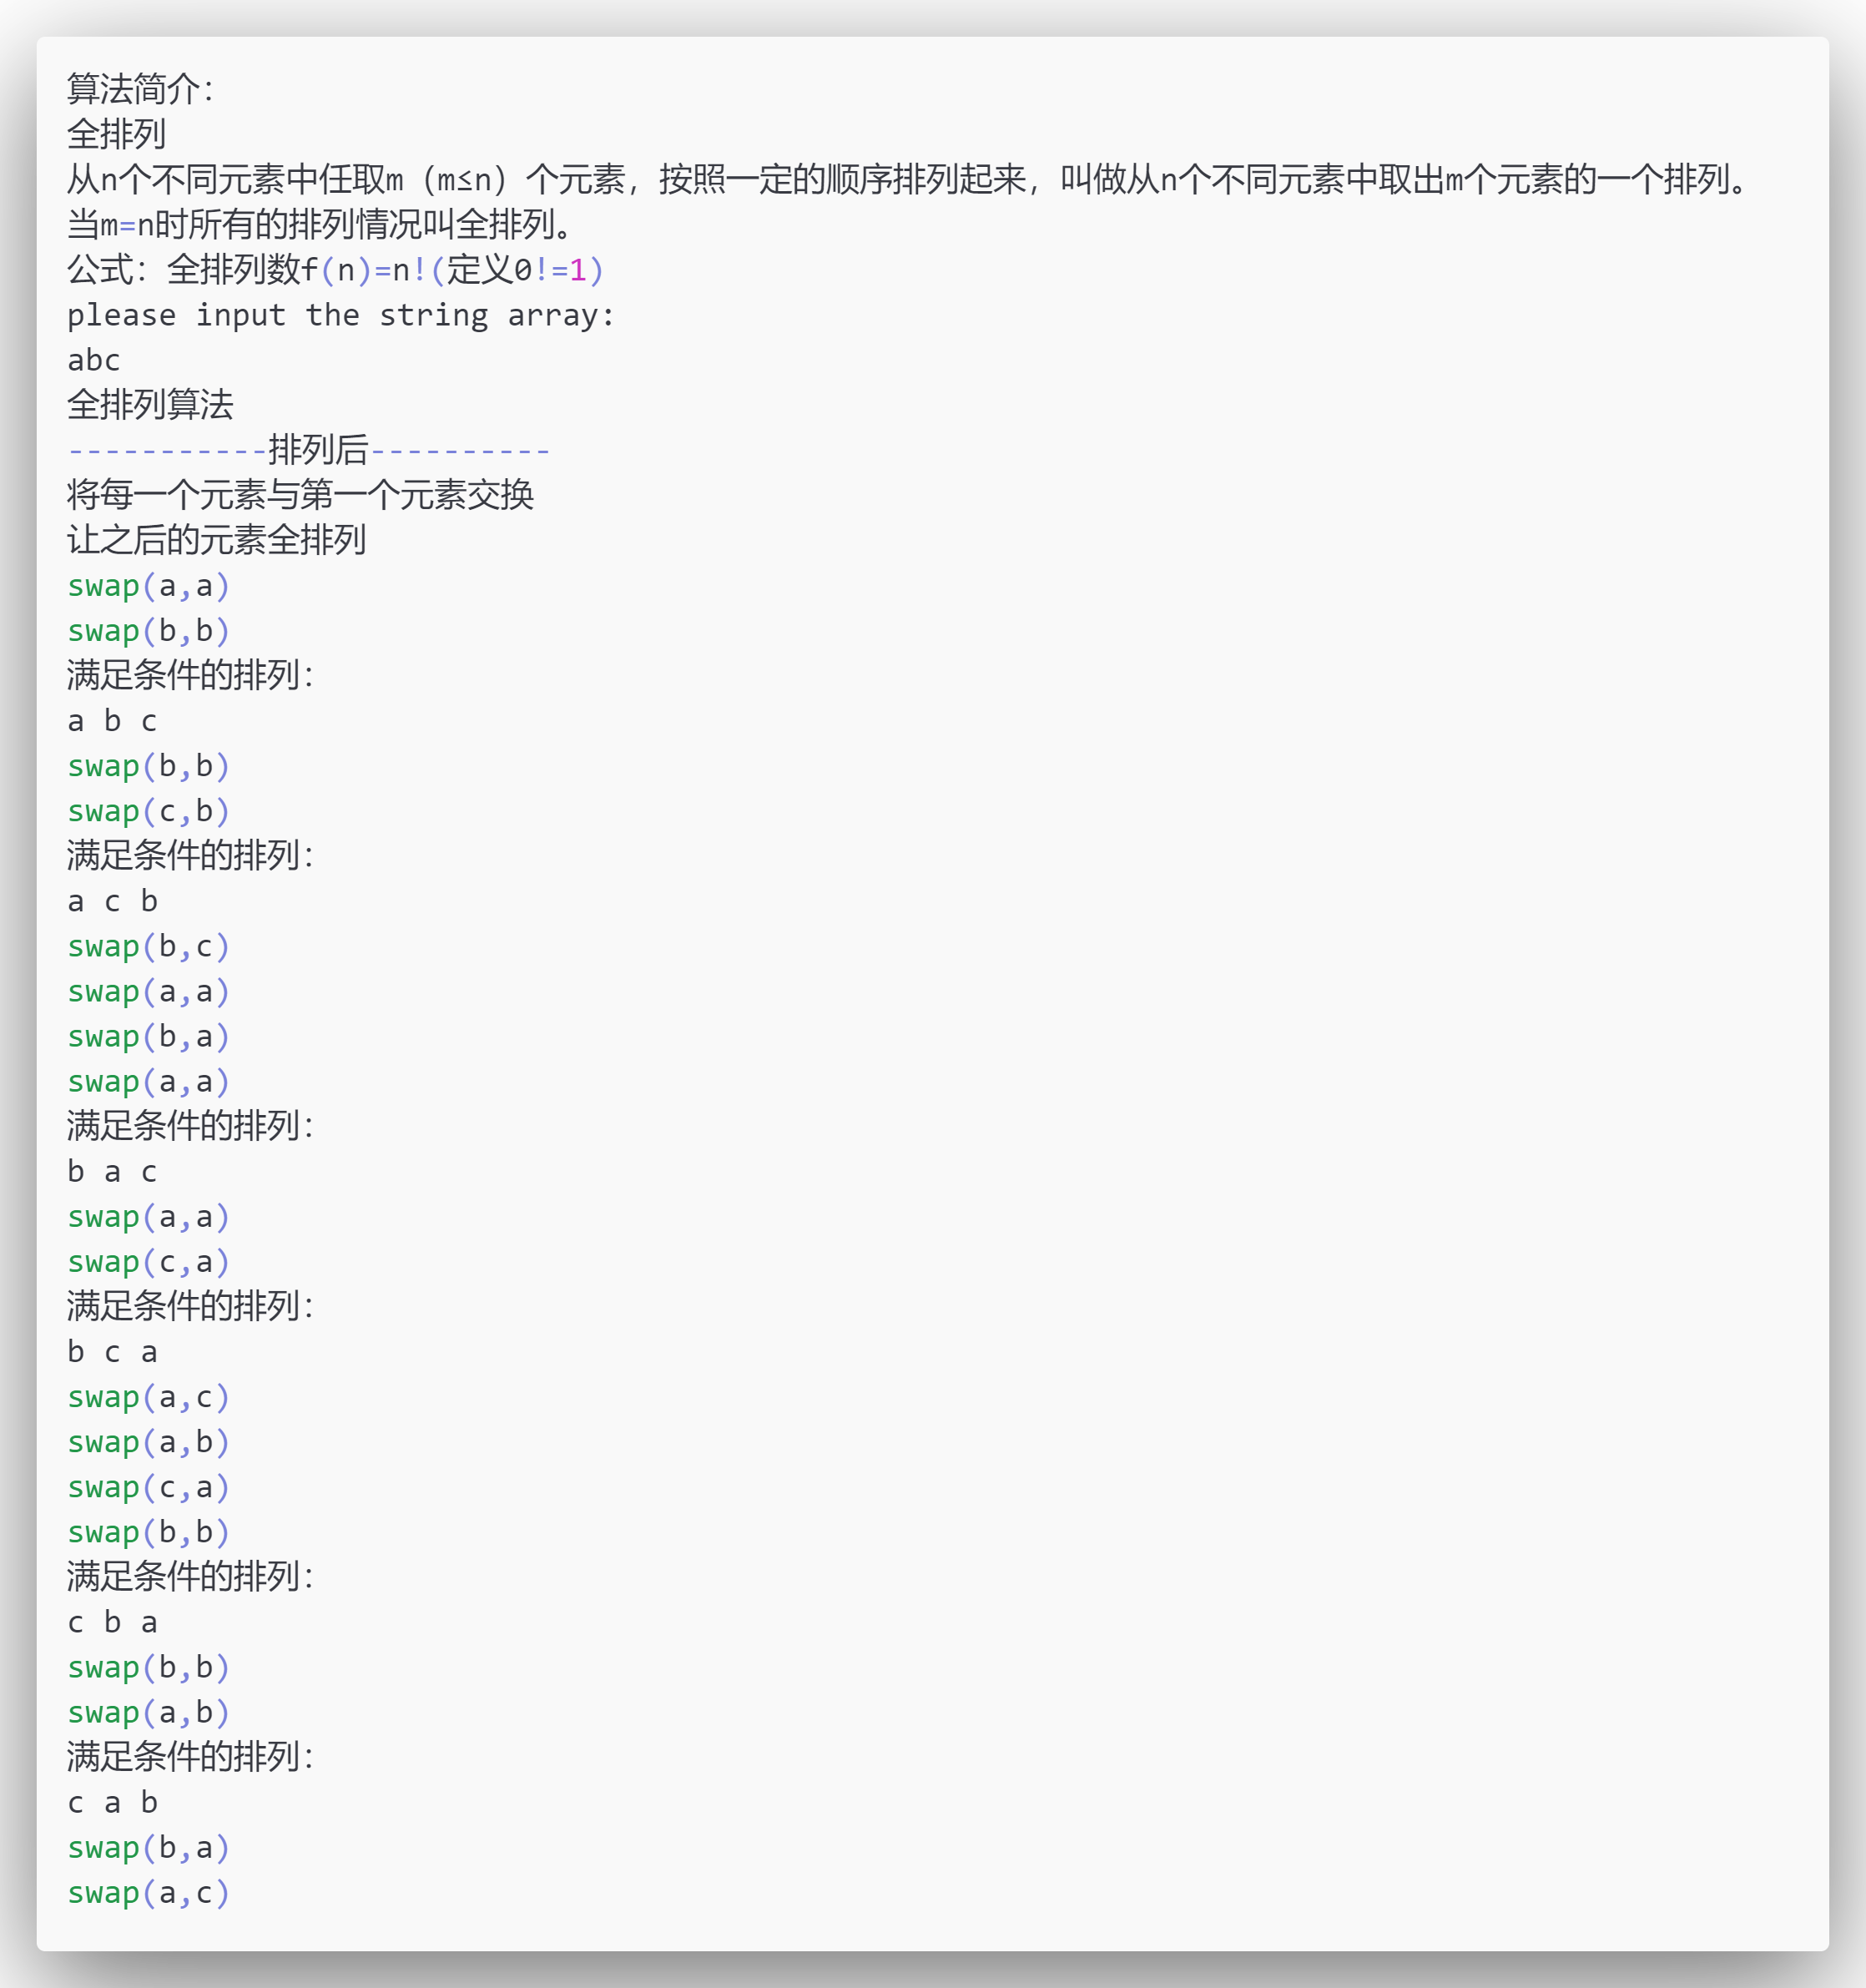 算法简介:
全排列
从n个不同元素中任取m（m≤n）个元素，按照一定的顺序排列起来，叫做从n个不同元素中取出m个元素的一个排列。
当m=n时所有的排列情况叫全排列。
公式: 全排列数f(n)=n!(定义0!=1)
please input the string array:
abc
全排列算法
-----------排列后----------
将每一个元素与第一个元素交换
让之后的元素全排列
swap(a,a)
swap(b,b)
满足条件的排列:
a b c
swap(b,b)
swap(c,b)
满足条件的排列:
a c b
swap(b,c)
swap(a,a)
swap(b,a)
swap(a,a)
满足条件的排列:
b a c
swap(a,a)
swap(c,a)
满足条件的排列:
b c a
swap(a,c)
swap(a,b)
swap(c,a)
swap(b,b)
满足条件的排列:
c b a
swap(b,b)
swap(a,b)
满足条件的排列:
c a b
swap(b,a)
swap(a,c)